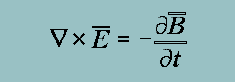 ∇ × E̅ = −∂B̅/∂t